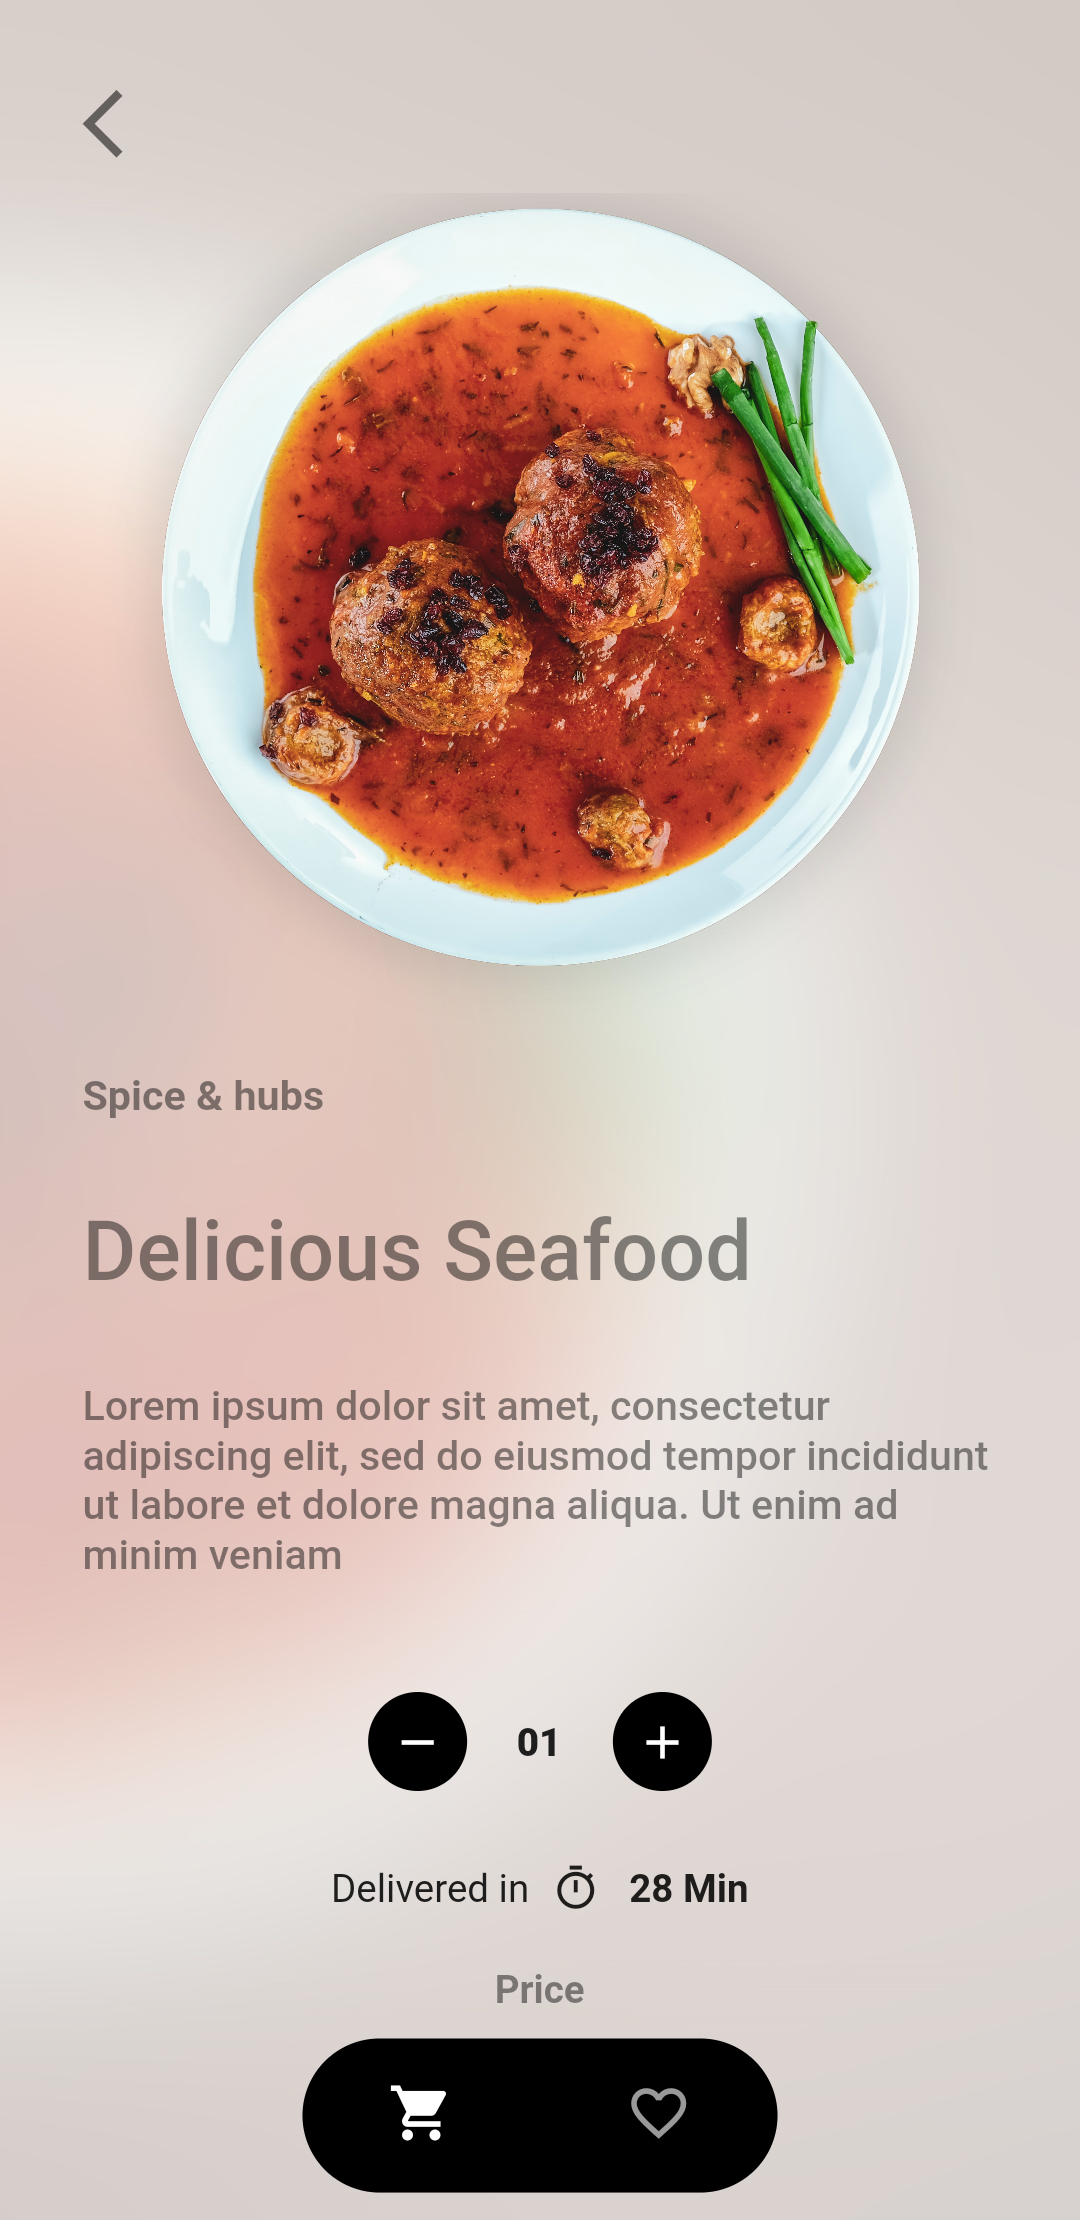 Spice & hubs
Delicious Seafood
Lorem ipsum dolor sit amet, consectetur
adipiscing elit, sed do eiusmod tempor incididunt
ut labore et dolore magna aliqua. Ut enim ad
minim veniam
01
Delivered in 28 Min
Price